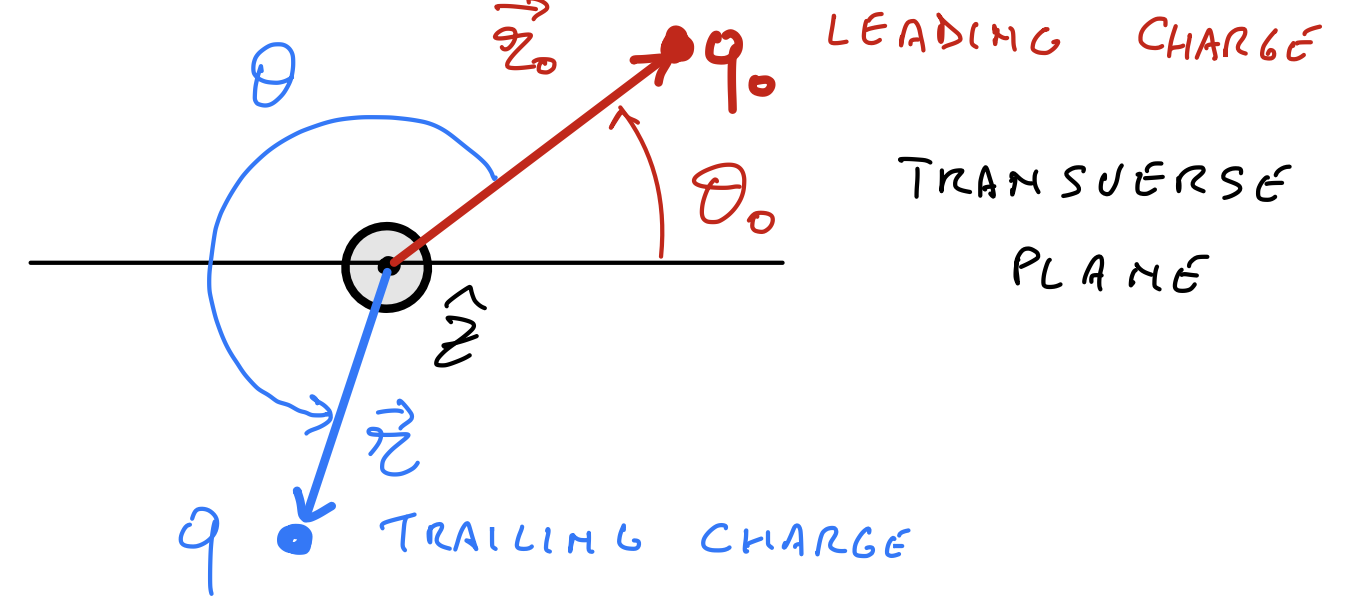 r⃗₀ q₀ LEADING CHARGE
θ
TRANSVERSE
θ₀
PLANE
ẑ
r⃗
q TRAILING CHARGE